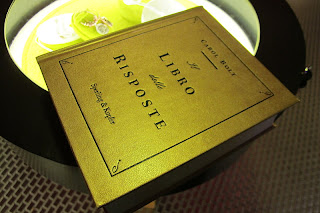 CAROL BOLT
Il
LIBRO
delle
RISPOSTE
Sperling & Kupfer